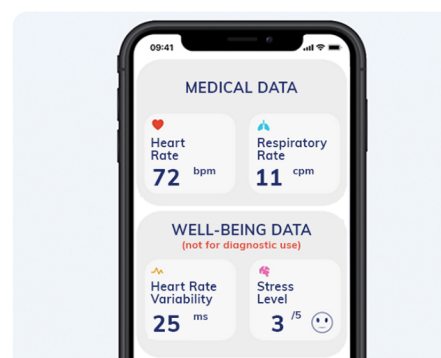 09:41
MEDICAL DATA
Heart
Rate
72 bpm
Respiratory
Rate
11 cpm
WELL-BEING DATA
(not for diagnostic use)
Heart Rate
Variability
25 ms
Stress
Level
3 /5